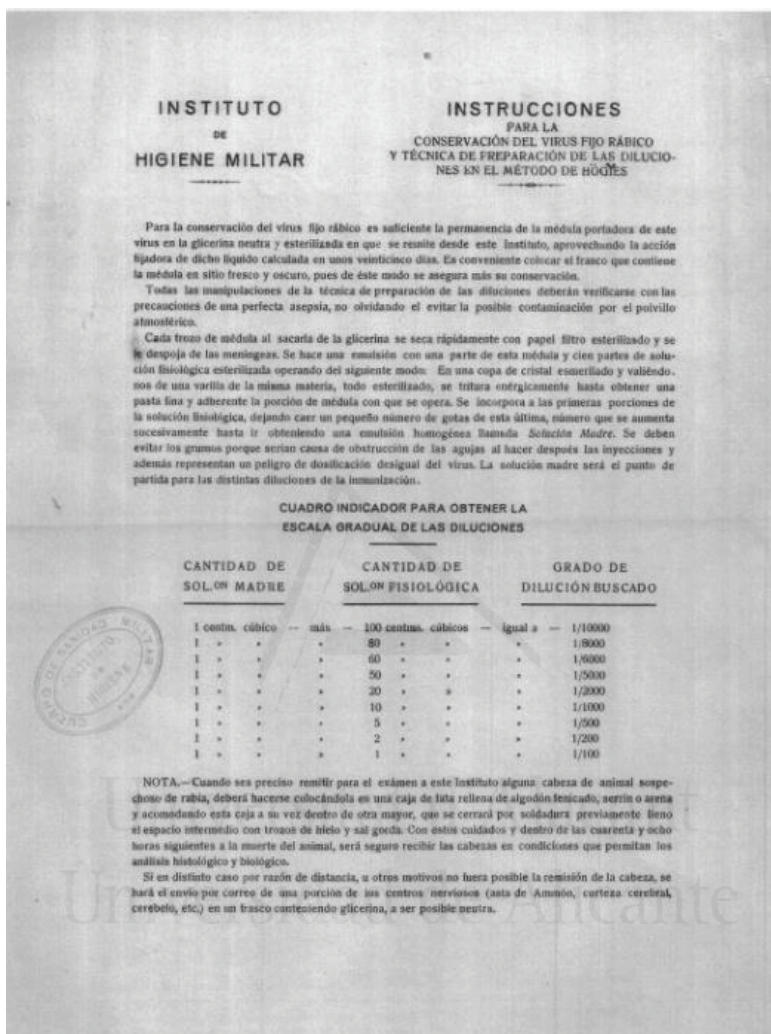 INSTITUTO
DE
HIGIENE MILITAR
INSTRUCCIONES
PARA LA
CONSERVACIÓN DEL VIRUS FIJO RÁBICO
Y TÉCNICA DE PREPARACIÓN DE LAS DILUCIO-
NES EN EL MÉTODO DE HÖGYES
Para la conservación del virus fijo rábico es suficiente la permanencia de la médula portadora de este
virus en la glicerina neutra y esterilizada en que se remite desde este Instituto, aprovechando la acción
fijadora de dicho líquido calculada en unos veinticinco días. Es conveniente colocar el frasco que contiene
la médula en sitio fresco y oscuro, pues de éste modo se asegura más su conservación.
Todas las manipulaciones de la técnica de preparación de las diluciones deberán verificarse con las
precauciones de una perfecta asepsia, no olvidando el evitar la posible contaminación por el polvillo
atmosférico.
Cada trozo de médula al sacarla de la glicerina se seca rápidamente con papel filtro esterilizado y se
le despoja de las meníngeas. Se hace una emulsión con una parte de esta médula y cien partes de solu-
ción fisiológica esterilizada operando del siguiente modo: En una copa de cristal esmerilado y valiéndo.
nos de una varilla de la misma materia, todo esterilizado, se tritura enérgicamente hasta obtener una
pasta fina y adherente la porción de médula con que se opera. Se incorpora a las primeras porciones de
la solución fisiológica, dejando caer un pequeño número de gotas de esta última, número que se aumenta
sucesivamente hasta ir obteniendo una emulsión homogénea llamada Solución Madre. Se deben
evitar los grumos porque serían causa de obstrucción de las agujas al hacer después las inyecciones y
además representan un peligro de dosificación desigual del virus. La solución madre será el punto de
partida para las distintas diluciones de la inmunización.
CUADRO INDICADOR PARA OBTENER LA
ESCALA GRADUAL DE LAS DILUCIONES
CANTIDAD DE CANTIDAD DE GRADO DE
SOL.ON MADRE SOL.ON FISIOLÓGICA DILUCIÓN BUSCADO
1 centm. cúbico — más — 100 centms. cúbicos — igual a — 1/10000
1 » » » 80 » » » 1/8000
1 » » » 60 » » » 1/6000
1 » » » 50 » » » 1/5000
1 » » » 20 » » » 1/2000
1 » » » 10 » » » 1/1000
1 » » » 5 » » » 1/500
1 » » » 2 » » » 1/200
1 » » » 1 » » » 1/100
CUERPO DE SANIDAD MILITAR
INSTITUTO
DE
HIGIENE
NOTA.—Cuando sea preciso remitir para el exámen a este Instituto alguna cabeza de animal sospe-
choso de rabia, deberá hacerse colocándola en una caja de lata rellena de algodón fenicado, serrín o arena
y acomodando esta caja a su vez dentro de otra mayor, que se cerrará por soldadura previamente lleno
el espacio intermedio con trozos de hielo y sal gorda. Con estos cuidados y dentro de las cuarenta y ocho
horas siguientes a la muerte del animal, será seguro recibir las cabezas en condiciones que permitan los
análisis histológico y biológico.
Si en distinto caso por razón de distancia, u otros motivos no fuera posible la remisión de la cabeza, se
hará el envío por correo de una porción de los centros nerviosos (asta de Ammón, corteza cerebral,
cerebelo, etc.) en un frasco conteniendo glicerina, a ser posible neutra.